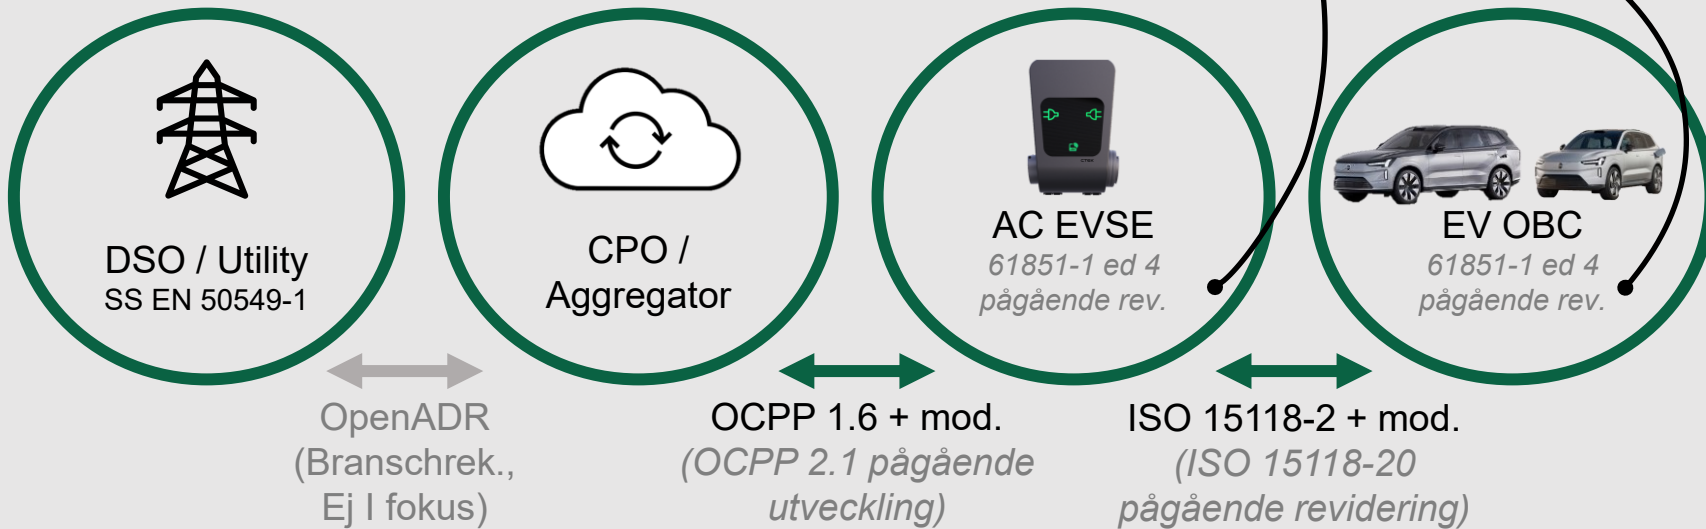 DSO / Utility
SS EN 50549-1
CPO /
Aggregator
CTEK
AC EVSE
61851-1 ed 4
pågående rev.
EV OBC
61851-1 ed 4
pågående rev.
OpenADR
(Branschrek.,
Ej I fokus)
OCPP 1.6 + mod.
(OCPP 2.1 pågående
utveckling)
ISO 15118-2 + mod.
(ISO 15118-20
pågående revidering)